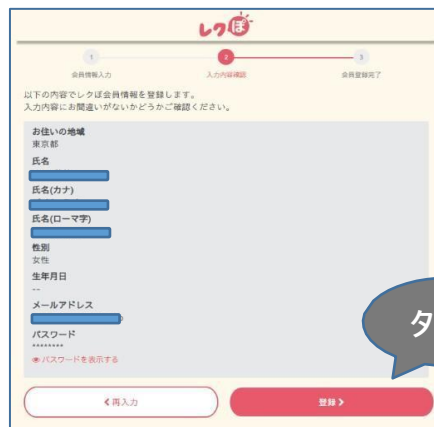 レクぽ
1
2
3
会員情報入力
入力内容確認
会員登録完了
以下の内容でレクぽ会員情報を登録します。
入力内容にお間違いがないかどうかご確認ください。
お住いの地域
東京都
氏名
氏名(カナ)
氏名(ローマ字)
性別
女性
生年月日
--
メールアドレス
パスワード
********
パスワードを表示する
タ
再入力
登録